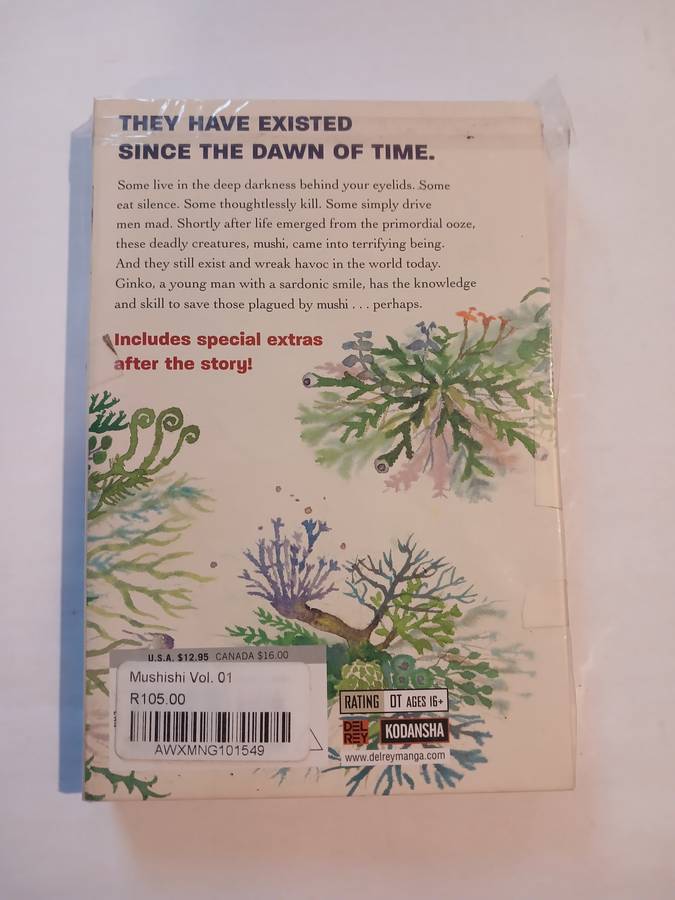 THEY HAVE EXISTED
SINCE THE DAWN OF TIME.
Some live in the deep darkness behind your eyelids. Some
eat silence. Some thoughtlessly kill. Some simply drive
men mad. Shortly after life emerged from the primordial ooze,
these deadly creatures, mushi, came into terrifying being.
And they still exist and wreak havoc in the world today.
Ginko, a young man with a sardonic smile, has the knowledge
and skill to save those plagued by mushi . . . perhaps.
Includes special extras
after the story!
U.S.A. $12.95 CANADA $16.00
Mushishi Vol. 01
R105.00
AWXMNG101549
RATING OT AGES 16+
DEL REY KODANSHA
www.delreymanga.com